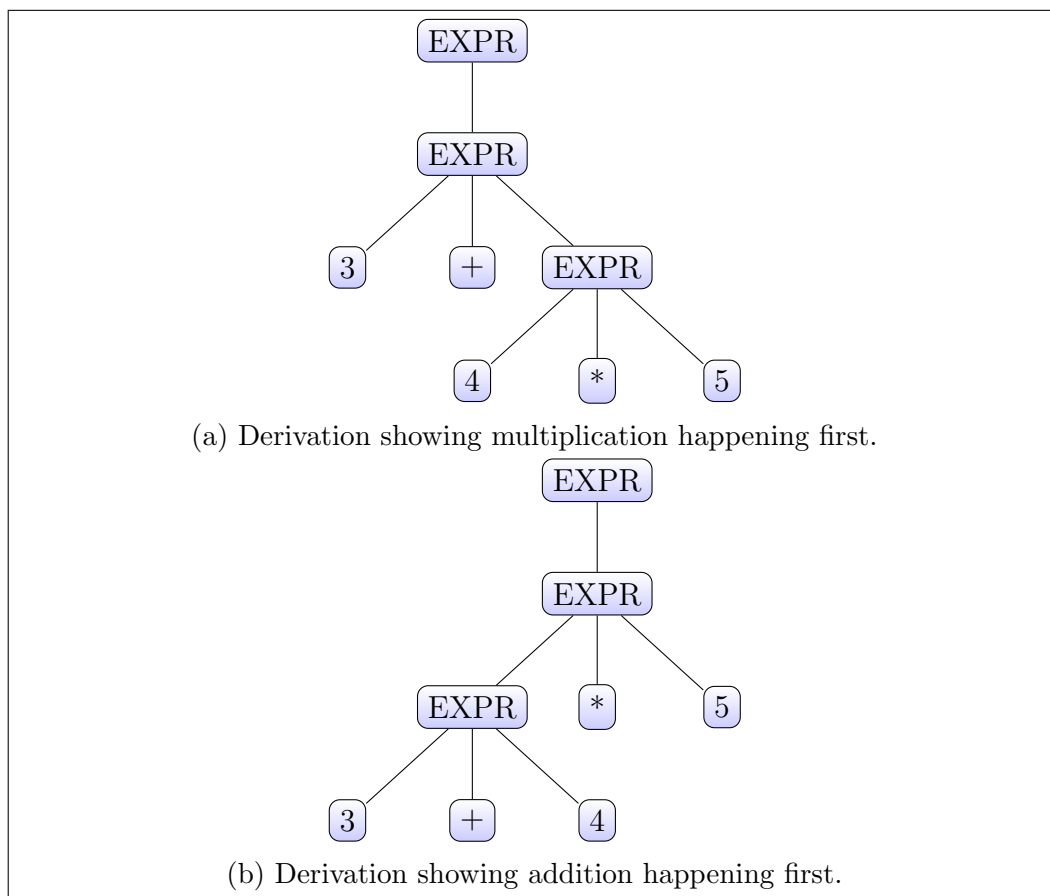 EXPR
EXPR
3 + EXPR
4 * 5
(a) Derivation showing multiplication happening first.
EXPR
EXPR
EXPR * 5
3 + 4
(b) Derivation showing addition happening first.